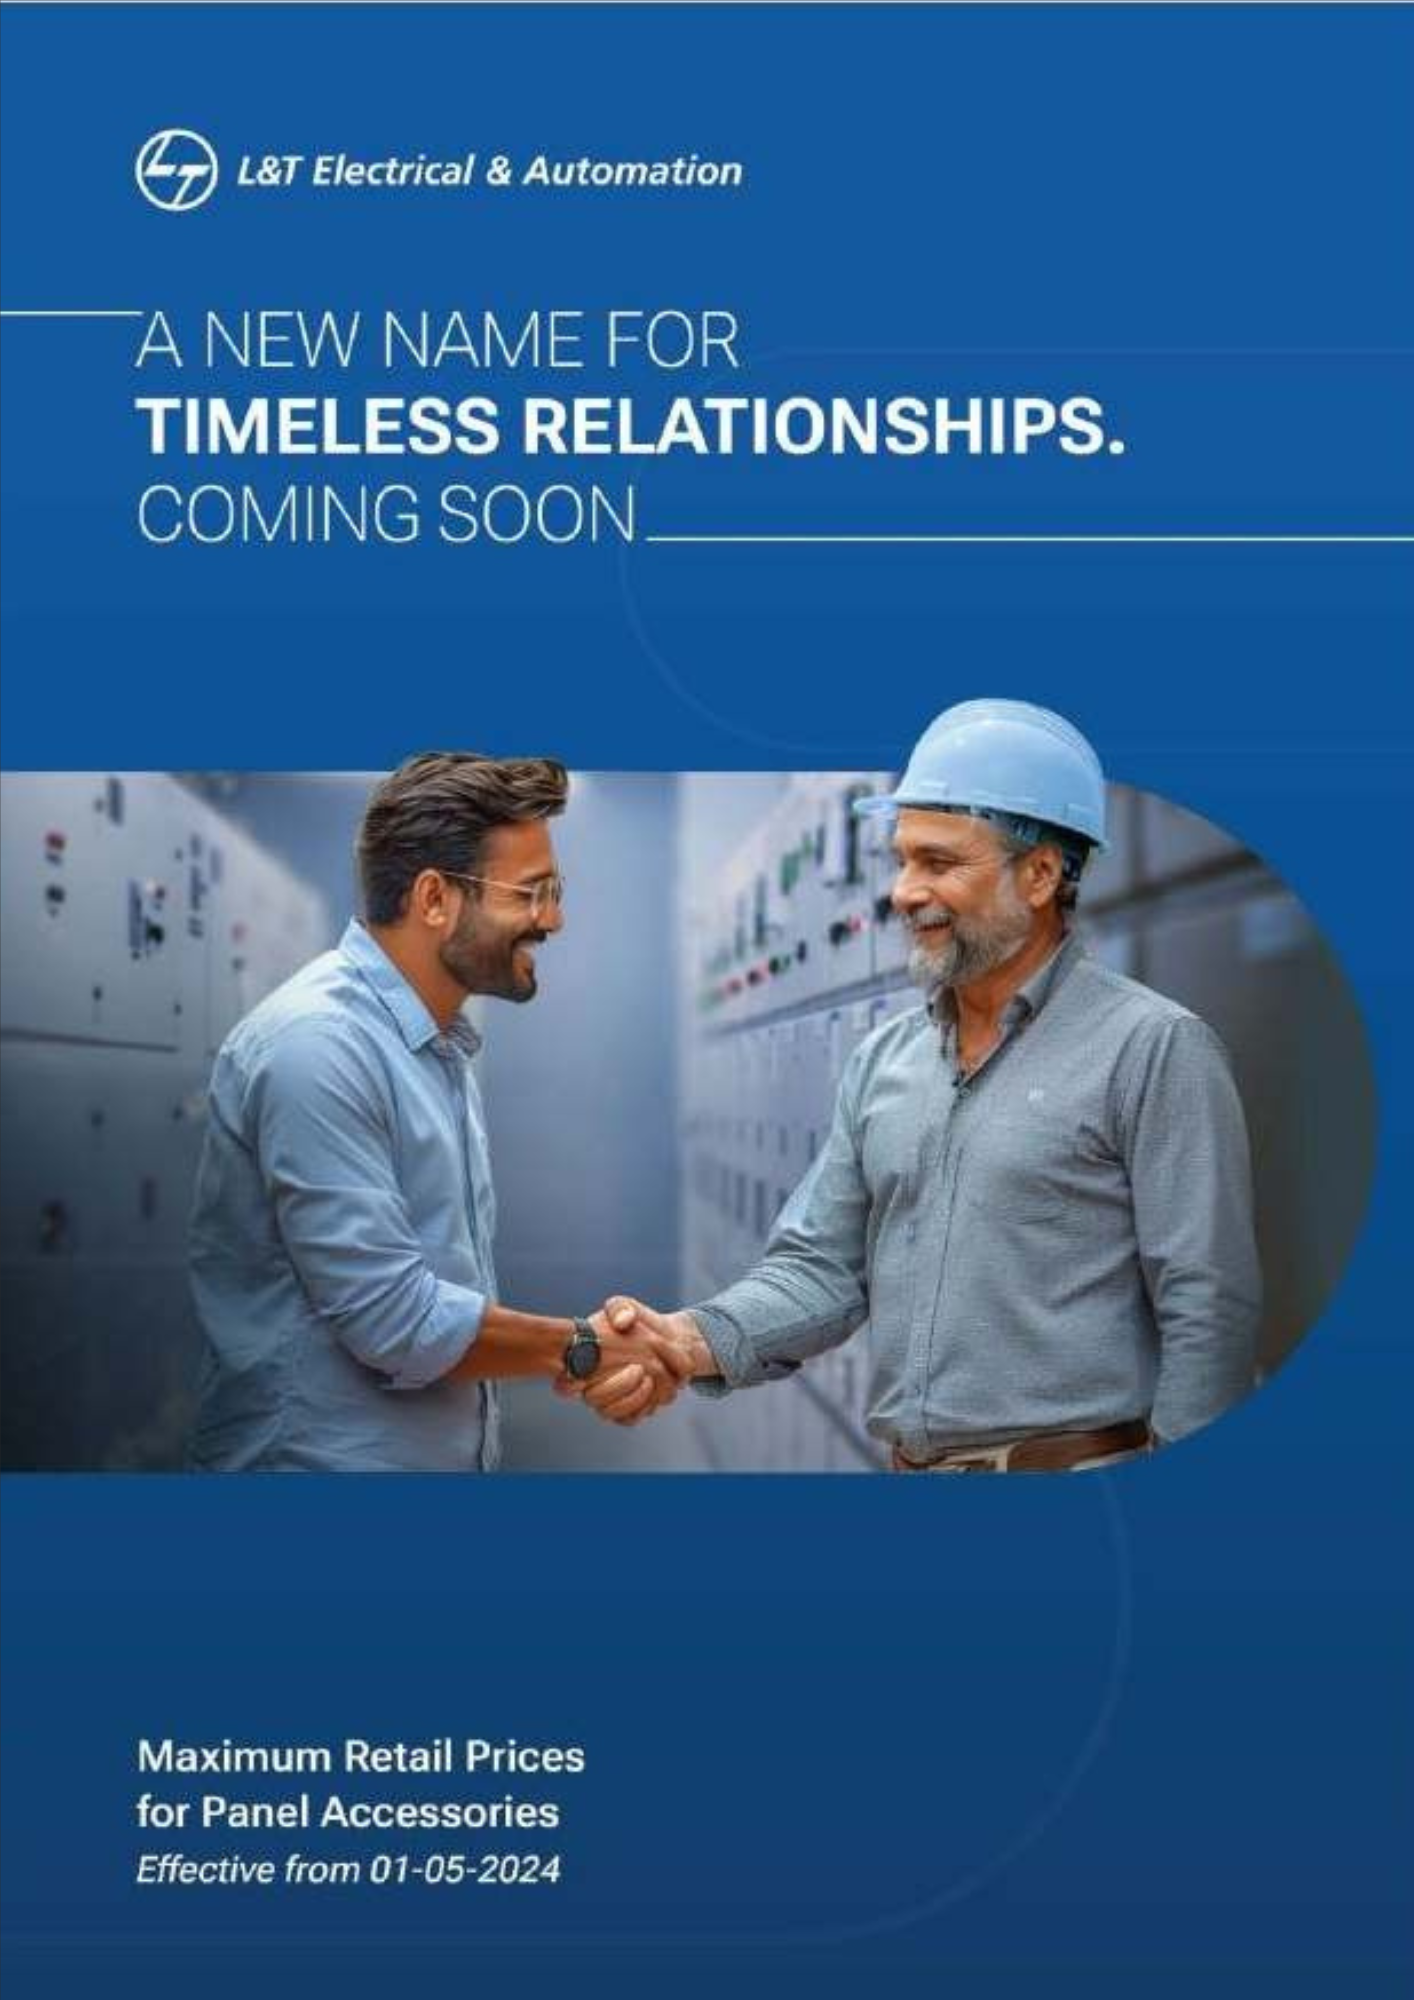 L&T Electrical & Automation
A NEW NAME FOR
TIMELESS RELATIONSHIPS.
COMING SOON
Maximum Retail Prices
for Panel Accessories
Effective from 01-05-2024